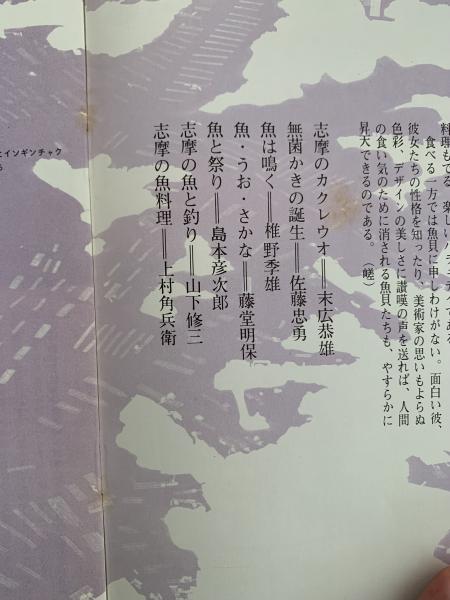 食べる一方では魚貝に申しわけがない。面白い彼、
彼女たちの性格を知ったり、美術家の思いもよらぬ
色彩、デザインの美しさに讃嘆の声を送れば、人間
の食い気のために消される魚貝たちも、やすらかに
昇天できるのである。（嵯）
志摩のカクレウオ＝末広恭雄
無菌かきの誕生＝佐藤忠勇
魚は鳴く＝椎野季雄
魚・うお・さかな＝藤堂明保
魚と祭り＝島本彦次郎
志摩の魚と釣り＝山下修三
志摩の魚料理＝上村角兵衛
イソギンチャク